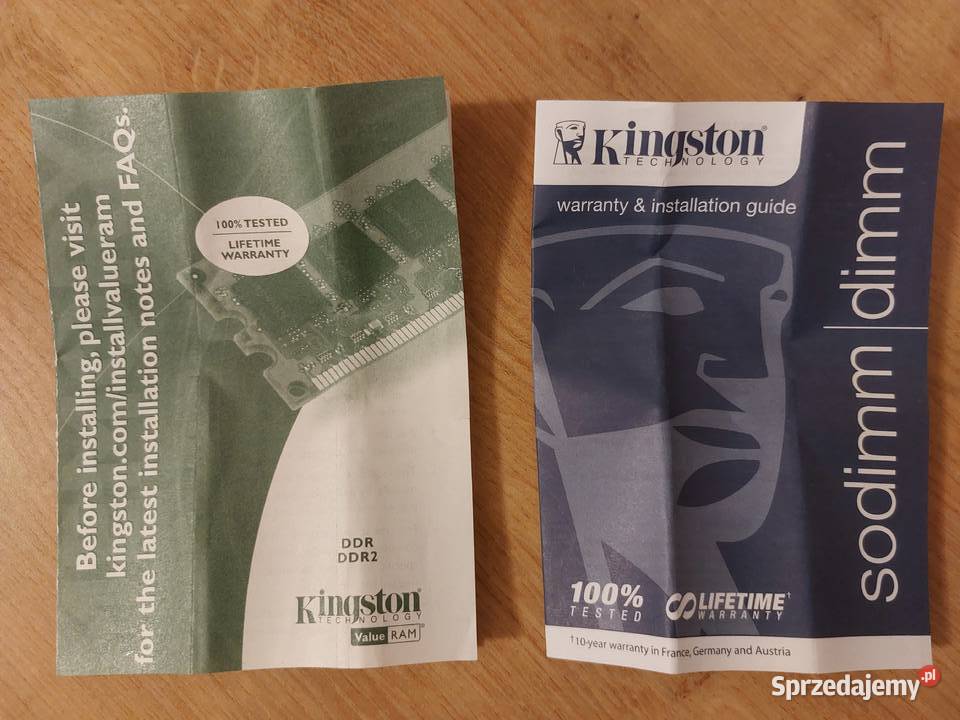 Before installing, please visit
kingston.com/installvalueram
for the latest installation notes and FAQs.
100% TESTED
LIFETIME
WARRANTY
DDR
DDR2
Kingston®
TECHNOLOGY
Value RAM®
Kingston®
TECHNOLOGY
warranty & installation guide
sodimm | dimm
100%
TESTED
LIFETIME†
WARRANTY
†10-year warranty in France, Germany and Austria
Sprzedajemy.pl